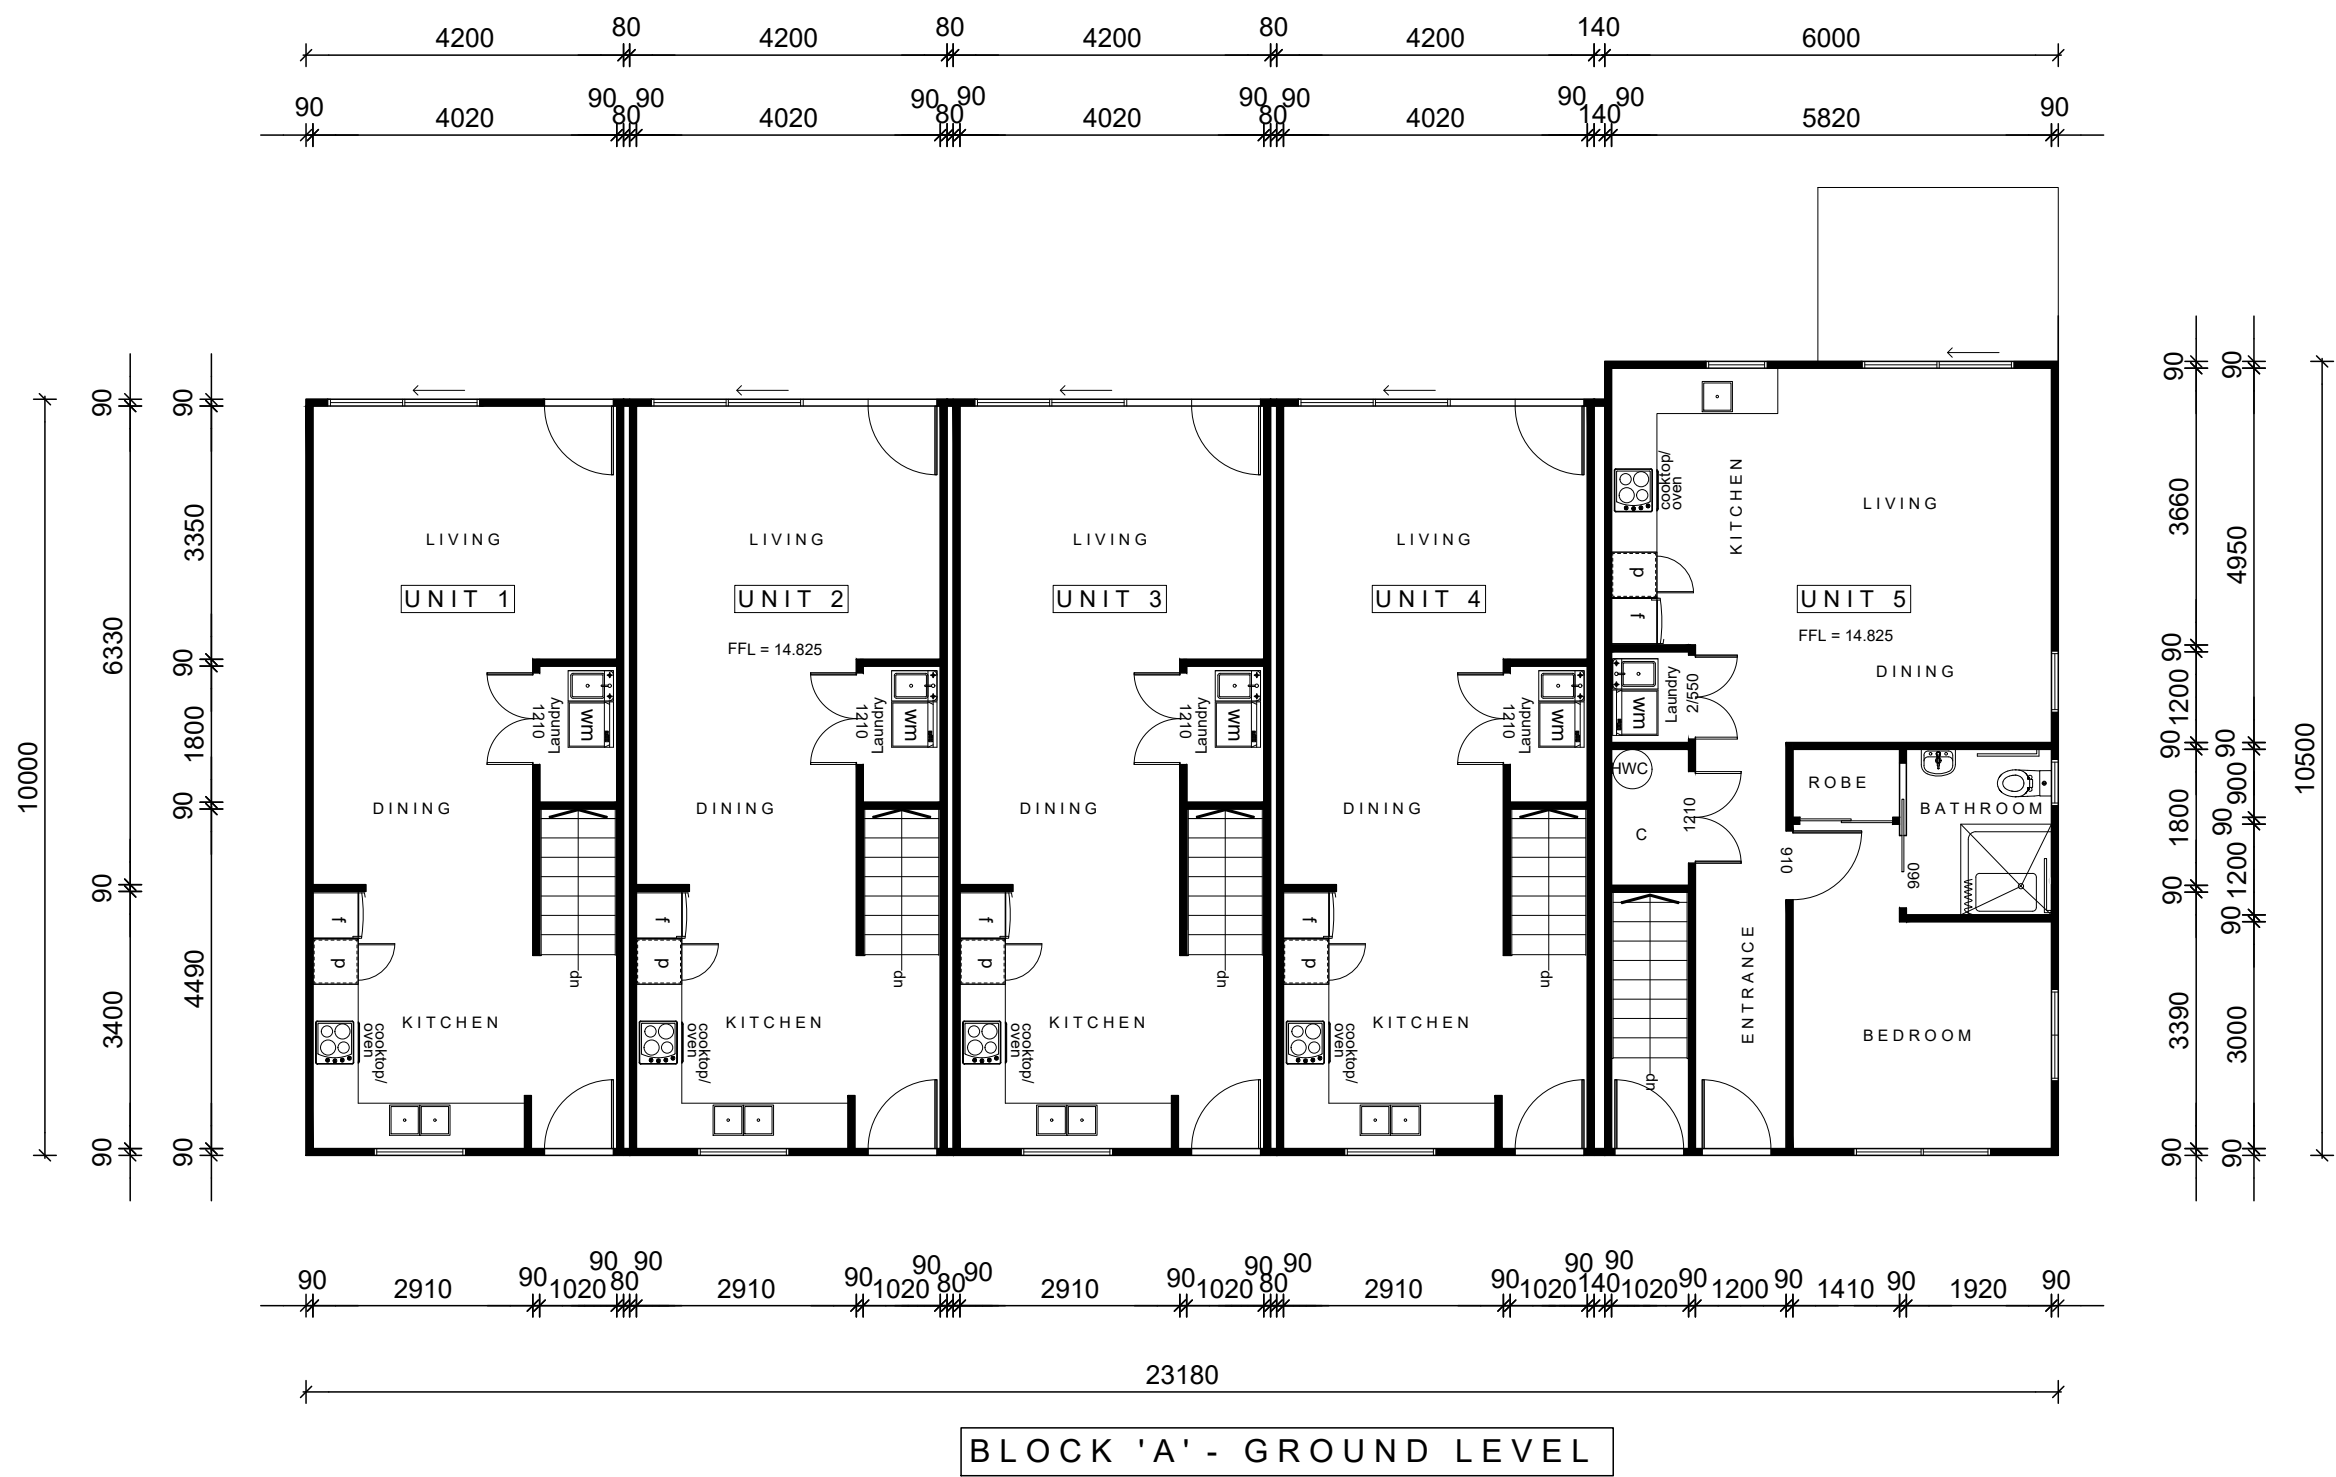 4200 80 4200 80 4200 80 4200 140 6000
90 4020 90 80 90 4020 90 80 90 4020 90 80 90 4020 90 140 90 5820 90
10000
90 6330 90 3400 90
90 3350 90 1800 90 4490 90
LIVING
UNIT 1
1210
Laundry
wm
DINING
f
p
dn
cooktop/
oven
KITCHEN
LIVING
UNIT 2
FFL = 14.825
1210
Laundry
wm
DINING
f
p
dn
cooktop/
oven
KITCHEN
LIVING
UNIT 3
1210
Laundry
wm
DINING
f
p
dn
cooktop/
oven
KITCHEN
LIVING
UNIT 4
1210
Laundry
wm
DINING
f
p
dn
cooktop/
oven
KITCHEN
cooktop/
oven
KITCHEN
LIVING
p
f
UNIT 5
FFL = 14.825
DINING
wm
Laundry
2/550
HWC
C
1210
ROBE
BATHROOM
910
960
ENTRANCE
dn
BEDROOM
90 3660 90 1200 90 1800 90 3390 90
90 4950 90 900 90 1200 90 3000 90
10500
90 2910 90 1020 90 80 90 2910 90 1020 90 80 90 2910 90 1020 90 80 90 2910 90 1020 90 140 90 1020 90 1200 90 1410 90 1920 90
23180
BLOCK 'A' - GROUND LEVEL